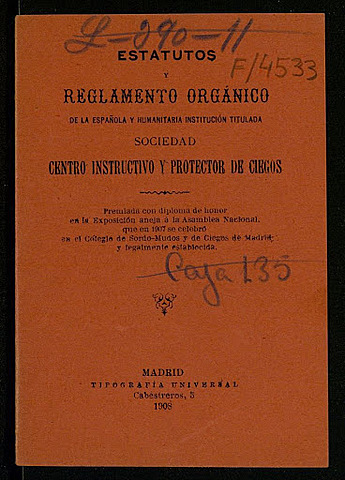 L-290-11
ESTATUTOS
F/4533
Y
REGLAMENTO ORGÁNICO
DE LA ESPAÑOLA Y HUMANITARIA INSTITUCIÓN TITULADA
SOCIEDAD
CENTRO INSTRUCTIVO Y PROTECTOR DE CIEGOS
Premiada con diploma de honor
en la Exposición aneja á la Asamblea Nacional,
que en 1907 se celebró
en el Colegio de Sordo-Mudos y de Ciegos de Madrid,
y legalmente establecida.
Caja 135
MADRID
TIPOGRAFÍA UNIVERSAL
Cabestreros, 5
1908